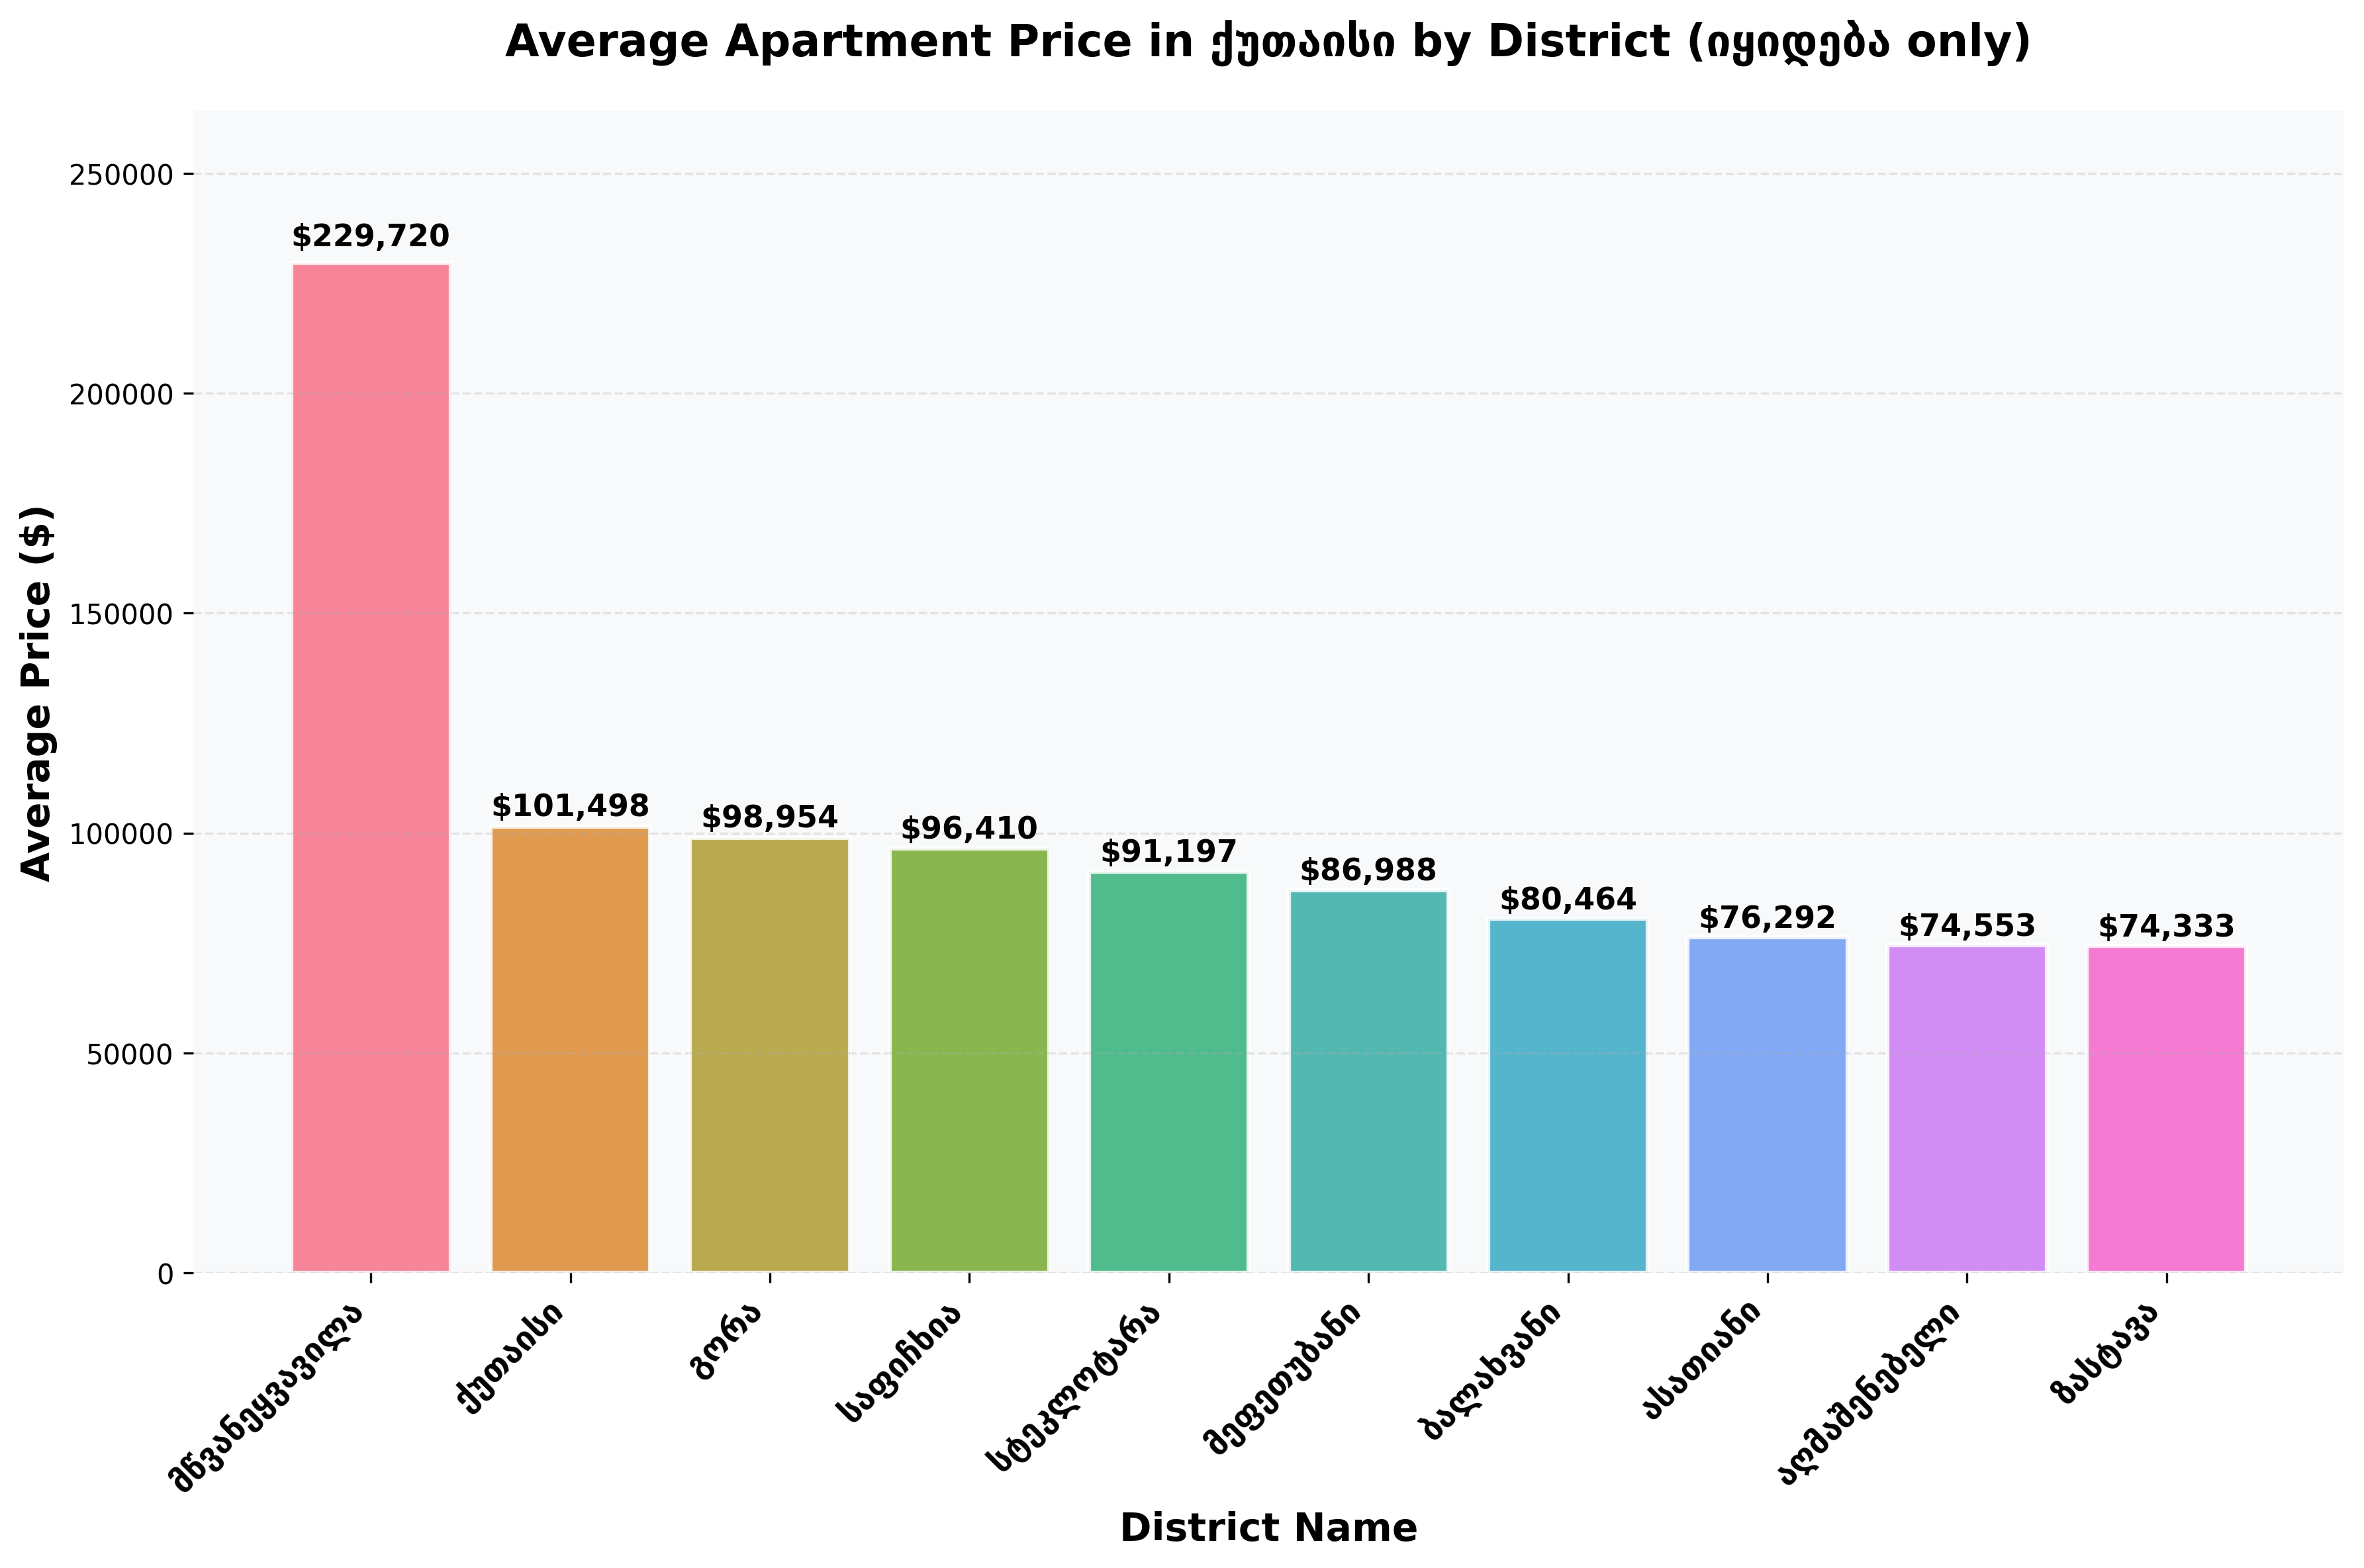 Average Apartment Price in ქუთაისი by District (იყიდება only)
Average Price ($)
250000
200000
150000
100000
50000
0
$229,720
$101,498
$98,954
$96,410
$91,197
$86,988
$80,464
$76,292
$74,553
$74,333
მწვანეყვავილა
ქუთაისი
გორა
საფიჩხია
სტეკლოტარა
მეფეთუბანი
ბალახვანი
ასათიანი
აღმაშენებელი
ზასტავა
District Name